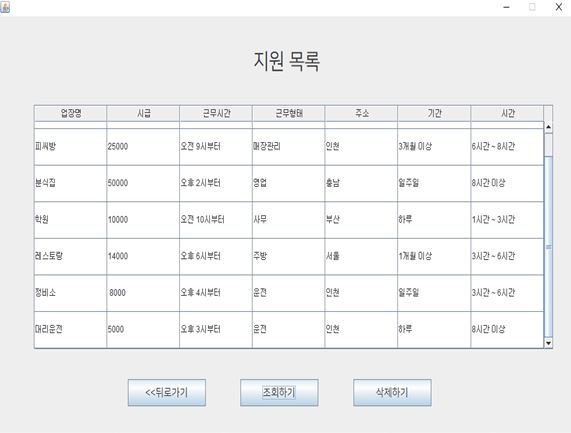 지원 목록
업장명 시급 근무시간 근무형태 주소 기간 시간
피씨방 25000 오전 9시부터 매장관리 인천 3개월 이상 6시간 ~ 8시간
분식집 50000 오후 2시부터 영업 충남 일주일 8시간 이상
학원 10000 오전 10시부터 사무 부산 하루 1시간 ~ 3시간
레스토랑 14000 오후 6시부터 주방 서울 1개월 이상 3시간 ~ 6시간
정비소 8000 오후 4시부터 운전 인천 일주일 3시간 ~ 6시간
대리운전 5000 오후 3시부터 운전 인천 하루 8시간 이상
<<뒤로가기 조회하기 삭제하기